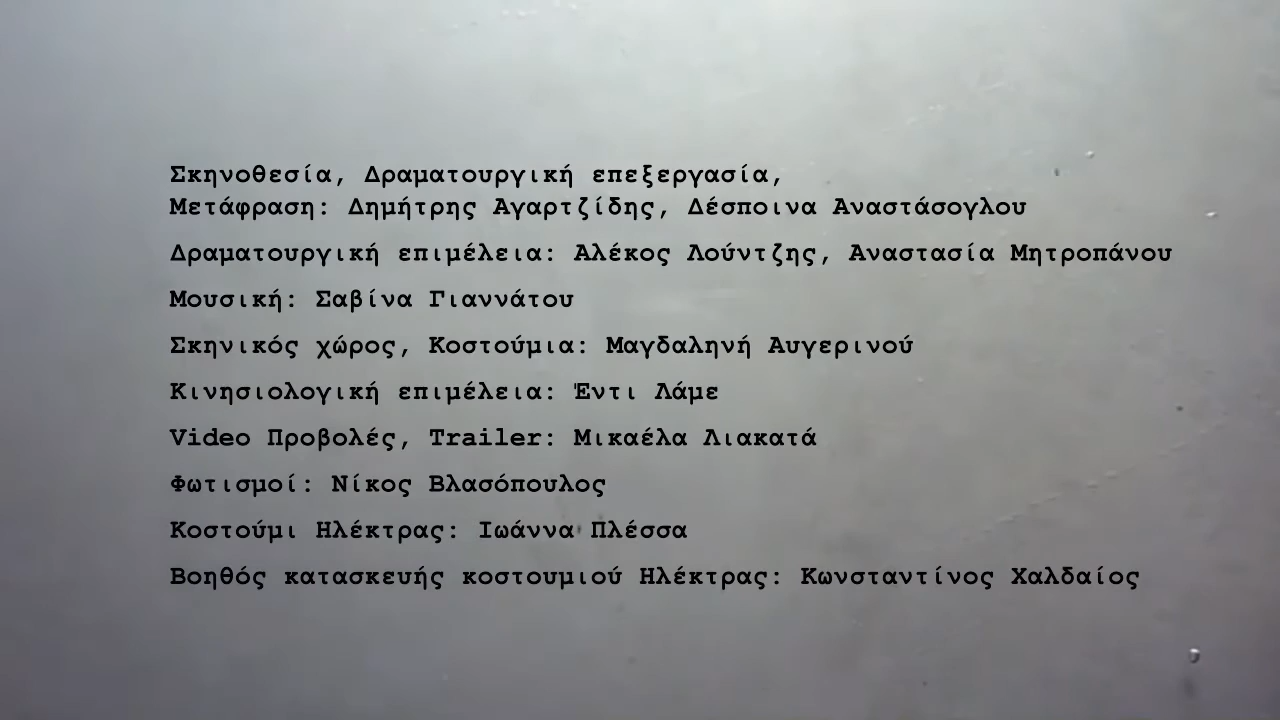 Σκηνοθεσία, Δραματουργική επεξεργασία,
Μετάφραση: Δημήτρης Αγαρτζίδης, Δέσποινα Αναστάσογλου
Δραματουργική επιμέλεια: Αλέκος Λούντζης, Αναστασία Μητροπάνου
Μουσική: Σαβίνα Γιαννάτου
Σκηνικός χώρος, Κοστούμια: Μαγδαληνή Αυγερινού
Κινησιολογική επιμέλεια: Έντι Λάμε
Video Προβολές, Trailer: Μικαέλα Λιακατά
Φωτισμοί: Νίκος Βλασόπουλος
Κοστούμι Ηλέκτρας: Ιωάννα Πλέσσα
Βοηθός κατασκευής κοστουμιού Ηλέκτρας: Κωνσταντίνος Χαλδαίος